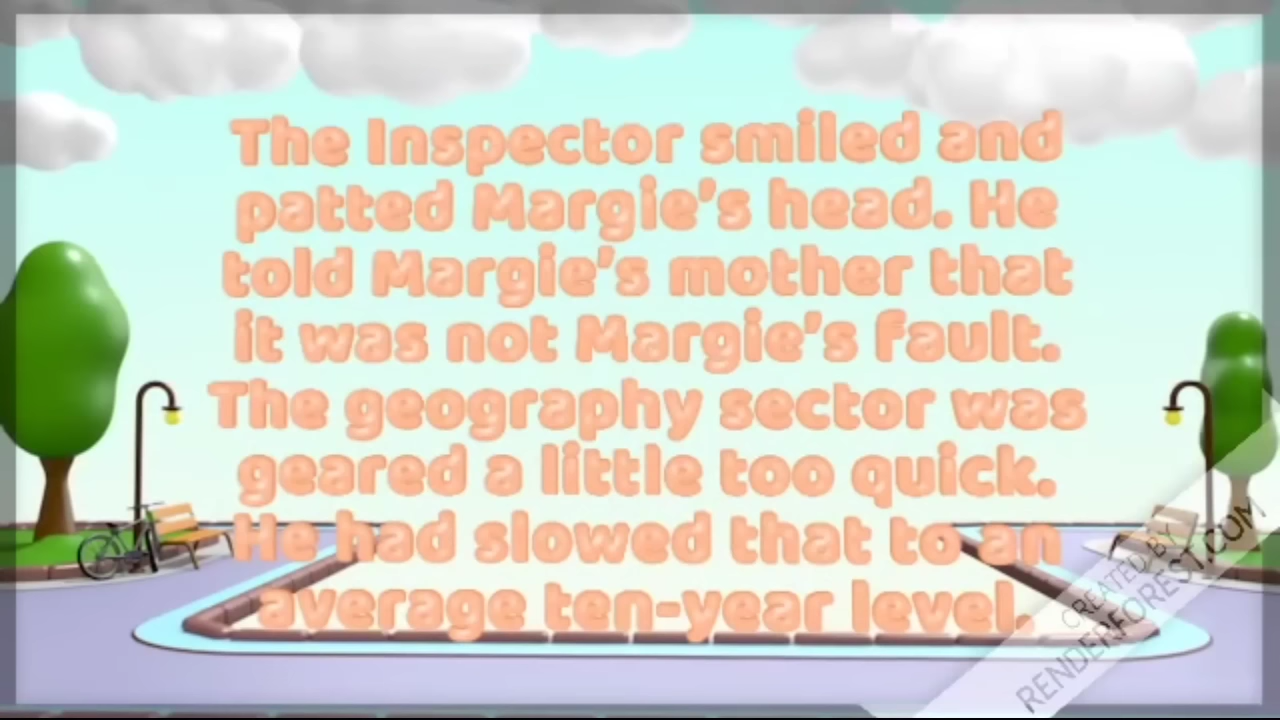 The Inspector smiled and
patted Margie's head. He
told Margie's mother that
it was not Margie's fault.
The geography sector was
geared a little too quick.
He had slowed that to an
average ten-year level.
CREATED BY
RENDERFOREST.COM